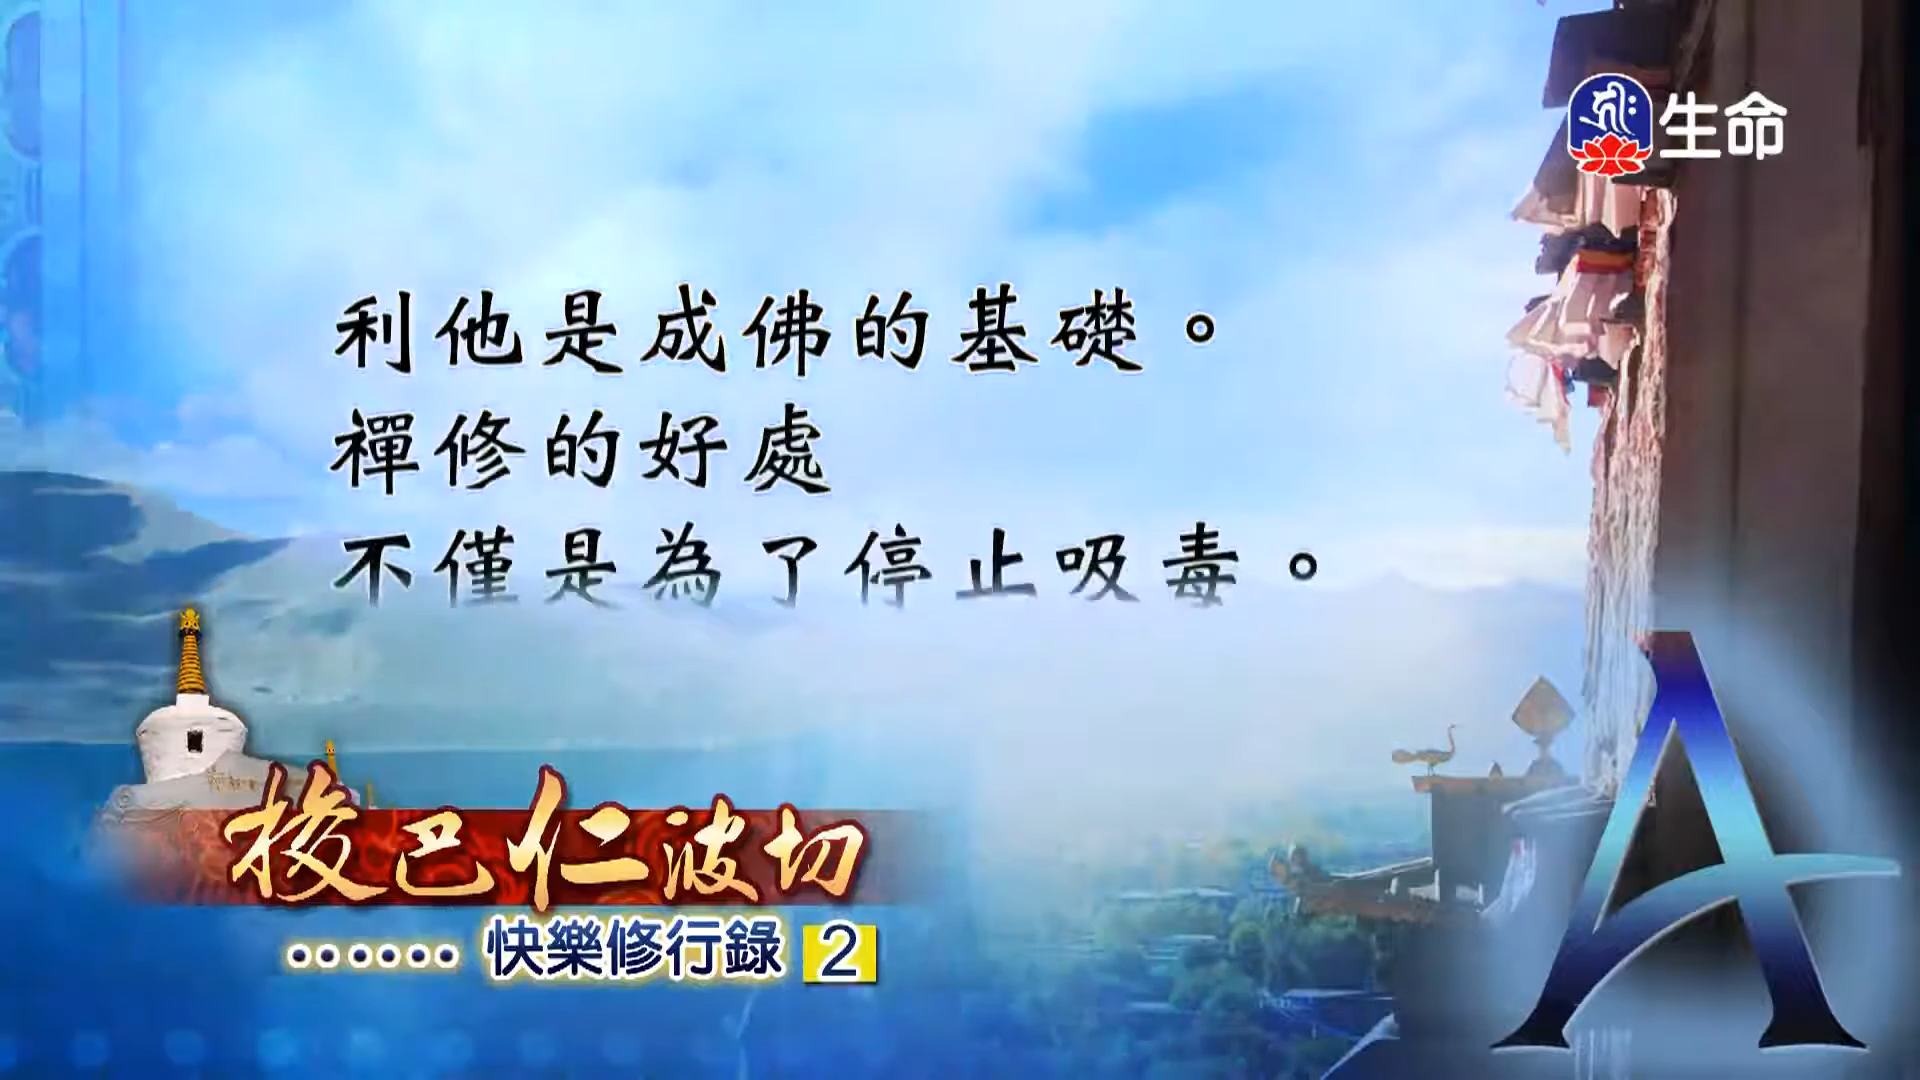 生命
利他是成佛的基礎。
禪修的好處
不僅是為了停止吸毒。
梭巴仁波切
······快樂修行錄 2
A